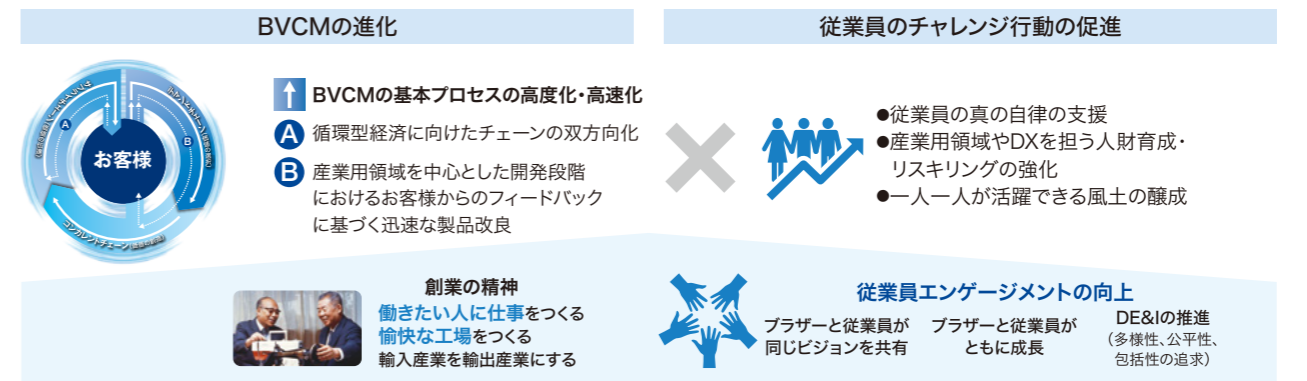 BVCMの進化
お客様
A
B
コンカレントチェーン
BVCMの基本プロセスの高度化・高速化
A 循環型経済に向けたチェーンの双方向化
B 産業用領域を中心とした開発段階
におけるお客様からのフィードバック
に基づく迅速な製品改良
従業員のチャレンジ行動の促進
●従業員の真の自律の支援
●産業用領域やDXを担う人財育成・
リスキリングの強化
●一人一人が活躍できる風土の醸成
創業の精神
働きたい人に仕事をつくる
愉快な工場をつくる
輸入産業を輸出産業にする
従業員エンゲージメントの向上
ブラザーと従業員が
同じビジョンを共有
ブラザーと従業員が
ともに成長
DE&Iの推進
（多様性、公平性、
包括性の追求）